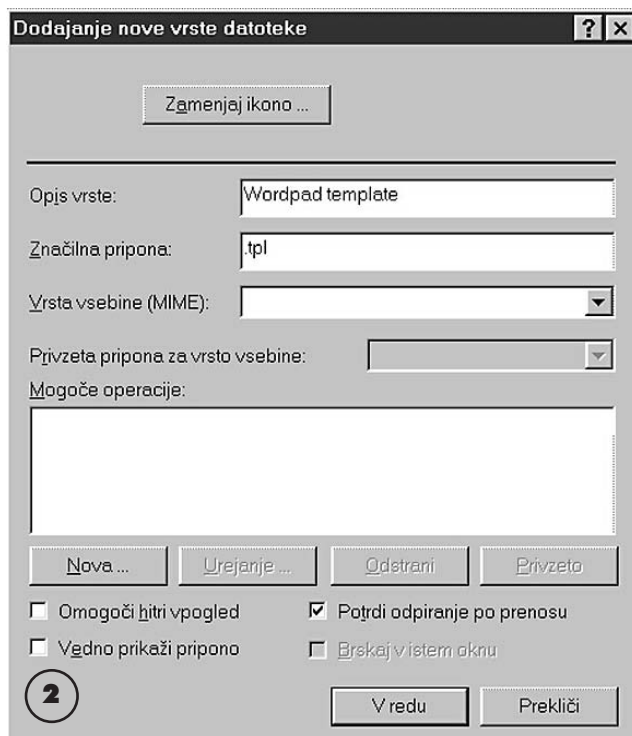 Dodajanje nove vrste datoteke ? ×
Zamenjaj ikono ...
Opis vrste: Wordpad template
Značilna pripona: .tpl
Vrsta vsebine (MIME):
Privzeta pripona za vrsto vsebine:
Mogoče operacije:
Nova ... Urejanje ... Odstrani Privzeto
Omogoči hitri vpogled Potrdi odpiranje po prenosu
Vedno prikaži pripono Brskaj v istem oknu
2 V redu Prekliči